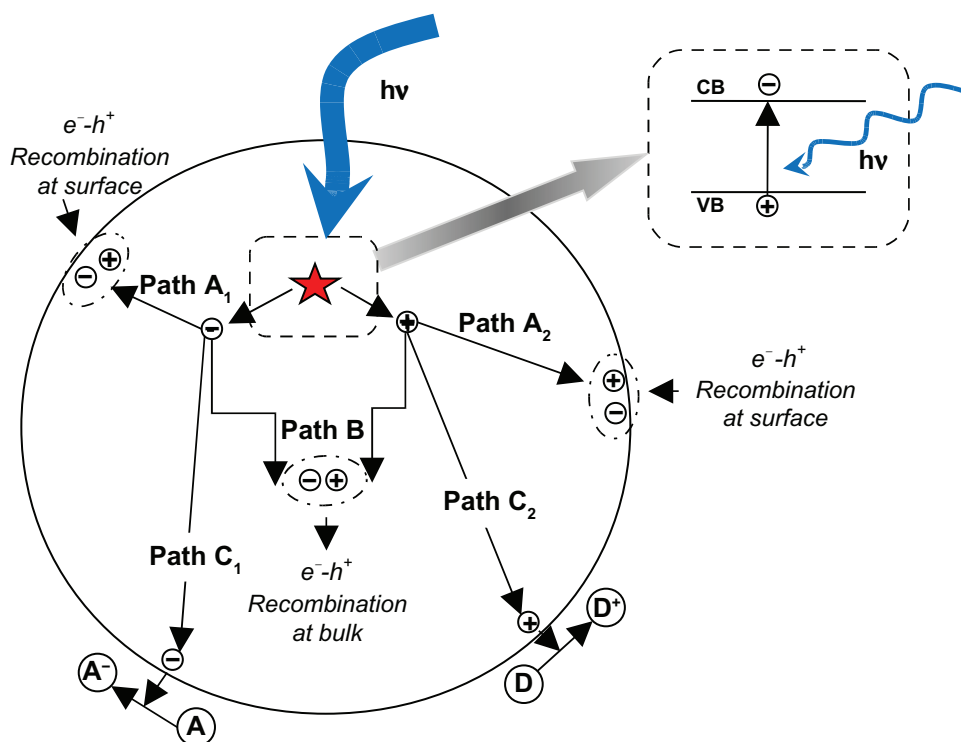 hν
CB
⊖
hν
VB
⊕
e⁻-h⁺
Recombination
at surface
⊖ ⊕
Path A₁
⊖
⊕
Path A₂
e⁻-h⁺
Recombination
at surface
⊕
⊖
Path B
⊖ ⊕
Path C₂
Path C₁
e⁻-h⁺
Recombination
at bulk
⊕
D⁺
⊖
A⁻
D
A